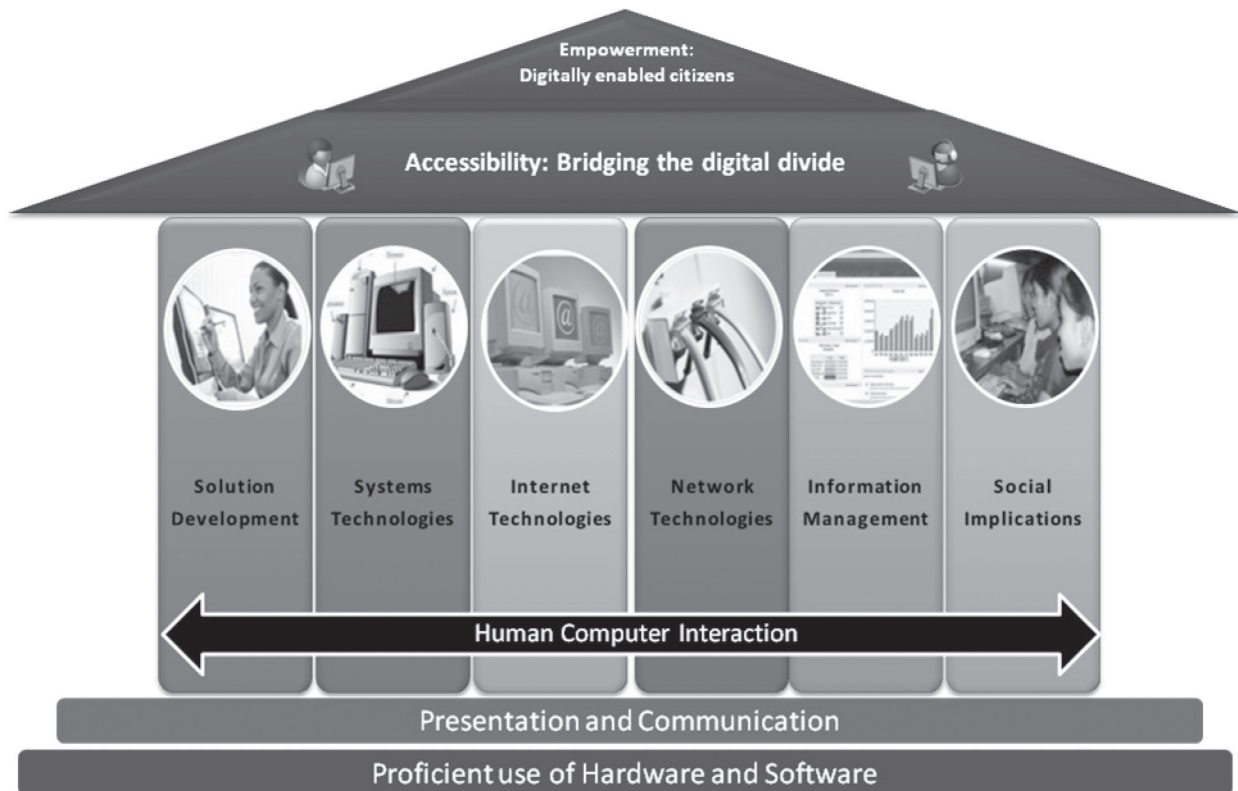 Empowerment:
Digitally enabled citizens
Accessibility: Bridging the digital divide
Solution
Development
Systems
Technologies
Internet
Technologies
Network
Technologies
Information
Management
Social
Implications
Human Computer Interaction
Presentation and Communication
Proficient use of Hardware and Software